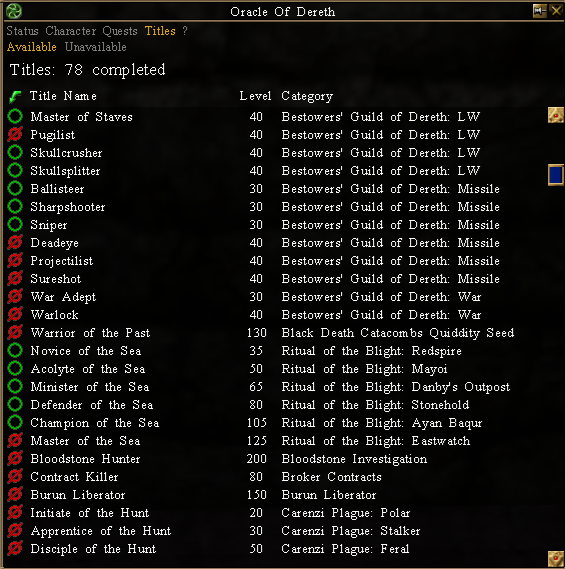 Oracle Of Dereth
Status Character Quests Titles ?
Available Unavailable
Titles: 78 completed
Title Name Level Category
Master of Staves 40 Bestowers' Guild of Dereth: LW
Pugilist 40 Bestowers' Guild of Dereth: LW
Skullcrusher 40 Bestowers' Guild of Dereth: LW
Skullsplitter 40 Bestowers' Guild of Dereth: LW
Ballisteer 30 Bestowers' Guild of Dereth: Missile
Sharpshooter 30 Bestowers' Guild of Dereth: Missile
Sniper 30 Bestowers' Guild of Dereth: Missile
Deadeye 40 Bestowers' Guild of Dereth: Missile
Projectilist 40 Bestowers' Guild of Dereth: Missile
Sureshot 40 Bestowers' Guild of Dereth: Missile
War Adept 30 Bestowers' Guild of Dereth: War
Warlock 40 Bestowers' Guild of Dereth: War
Warrior of the Past 130 Black Death Catacombs Quiddity Seed
Novice of the Sea 35 Ritual of the Blight: Redspire
Acolyte of the Sea 50 Ritual of the Blight: Mayoi
Minister of the Sea 65 Ritual of the Blight: Danby's Outpost
Defender of the Sea 80 Ritual of the Blight: Stonehold
Champion of the Sea 105 Ritual of the Blight: Ayan Baqur
Master of the Sea 125 Ritual of the Blight: Eastwatch
Bloodstone Hunter 200 Bloodstone Investigation
Contract Killer 80 Broker Contracts
Burun Liberator 150 Burun Liberator
Initiate of the Hunt 20 Carenzi Plague: Polar
Apprentice of the Hunt 30 Carenzi Plague: Stalker
Disciple of the Hunt 50 Carenzi Plague: Feral